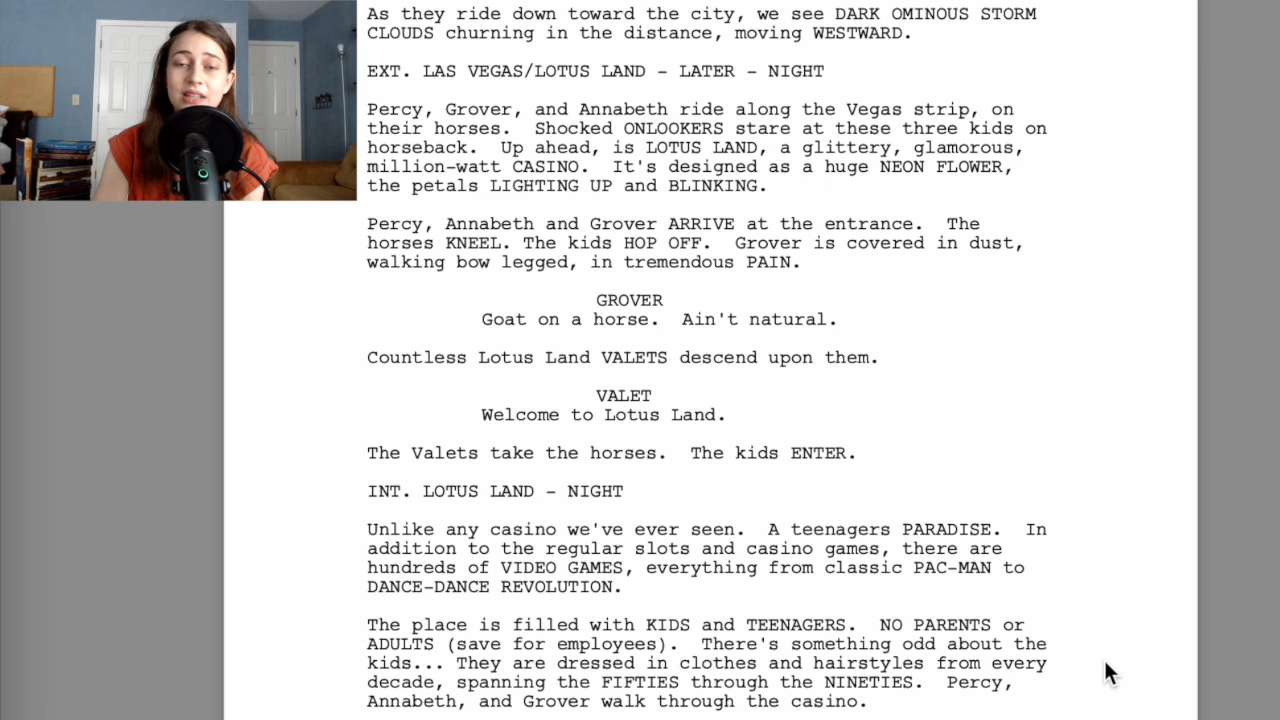 As they ride down toward the city, we see DARK OMINOUS STORM
CLOUDS churning in the distance, moving WESTWARD.
EXT. LAS VEGAS/LOTUS LAND - LATER - NIGHT
Percy, Grover, and Annabeth ride along the Vegas strip, on
their horses.  Shocked ONLOOKERS stare at these three kids on
horseback.  Up ahead, is LOTUS LAND, a glittery, glamorous,
million-watt CASINO.  It's designed as a huge NEON FLOWER,
the petals LIGHTING UP and BLINKING.
Percy, Annabeth and Grover ARRIVE at the entrance.  The
horses KNEEL. The kids HOP OFF.  Grover is covered in dust,
walking bow legged, in tremendous PAIN.
GROVER
Goat on a horse.  Ain't natural.
Countless Lotus Land VALETS descend upon them.
VALET
Welcome to Lotus Land.
The Valets take the horses.  The kids ENTER.
INT. LOTUS LAND - NIGHT
Unlike any casino we've ever seen.  A teenagers PARADISE.  In
addition to the regular slots and casino games, there are
hundreds of VIDEO GAMES, everything from classic PAC-MAN to
DANCE-DANCE REVOLUTION.
The place is filled with KIDS and TEENAGERS.  NO PARENTS or
ADULTS (save for employees).  There's something odd about the
kids... They are dressed in clothes and hairstyles from every
decade, spanning the FIFTIES through the NINETIES.  Percy,
Annabeth, and Grover walk through the casino.